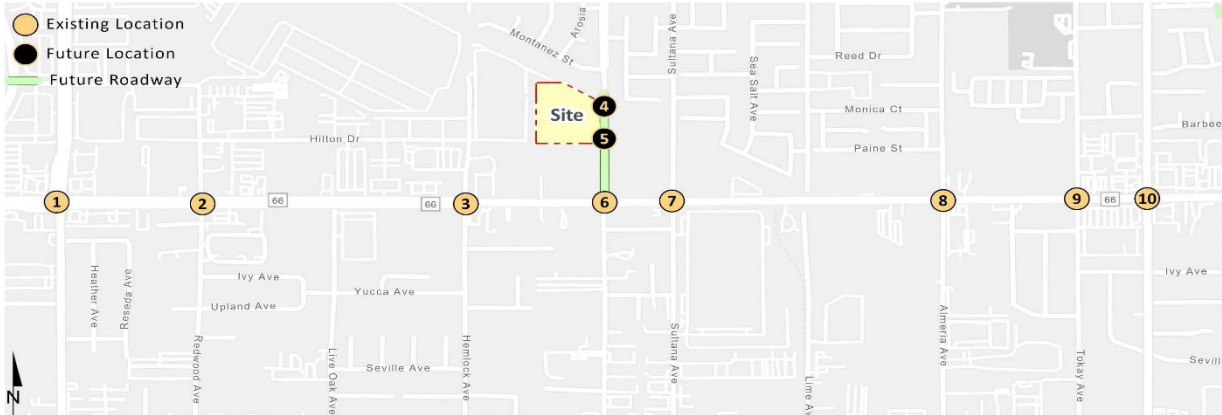 Existing Location
Future Location
Future Roadway
Montanez St
Arosia
Sultana Ave
Sea Salt Ave
Reed Dr
Monica Ct
Paine St
Barbee
Hilton Dr
Site
4
5
1
2
66
66
3
6
7
8
9
66
10
Heather Ave
Reseda Ave
Ivy Ave
Upland Ave
Yucca Ave
Redwood Ave
Live Oak Ave
Seville Ave
Hemlock Ave
Sultana Ave
Lime Ave
Almeria Ave
Tokay Ave
Ivy Ave
Sevill
N